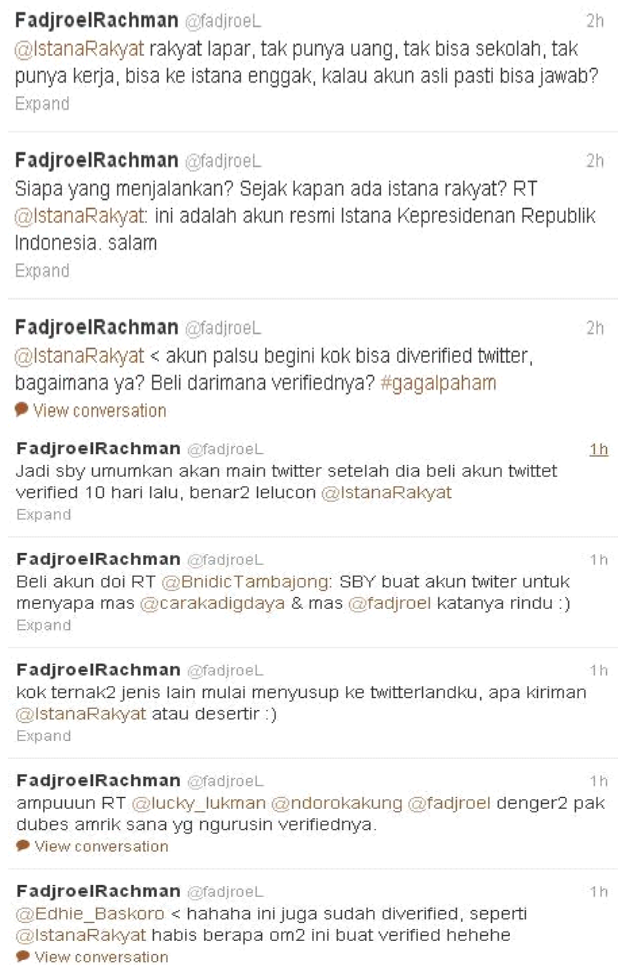 FadjroelRachman @fadjroeL 2h
@IstanaRakyat rakyat lapar, tak punya uang, tak bisa sekolah, tak
punya kerja, bisa ke istana enggak, kalau akun asli pasti bisa jawab?
Expand
FadjroelRachman @fadjroeL 2h
Siapa yang menjalankan? Sejak kapan ada istana rakyat? RT
@IstanaRakyat: ini adalah akun resmi Istana Kepresidenan Republik
Indonesia. salam
Expand
FadjroelRachman @fadjroeL 2h
@IstanaRakyat < akun palsu begini kok bisa diverified twitter,
bagaimana ya? Beli darimana verifiednya? #gagalpaham
View conversation
FadjroelRachman @fadjroeL 1h
Jadi sby umumkan akan main twitter setelah dia beli akun twittet
verified 10 hari lalu, benar2 lelucon @IstanaRakyat
Expand
FadjroelRachman @fadjroeL 1h
Beli akun doi RT @BnidicTambajong: SBY buat akun twiter untuk
menyapa mas @carakadigdaya & mas @fadjroel katanya rindu :)
Expand
FadjroelRachman @fadjroeL 1h
kok ternak2 jenis lain mulai menyusup ke twitterlandku, apa kiriman
@IstanaRakyat atau desertir :)
Expand
FadjroelRachman @fadjroeL 1h
ampuuun RT @lucky_lukman @ndorokakung @fadjroel denger2 pak
dubes amrik sana yg ngurusin verifiednya.
View conversation
FadjroelRachman @fadjroeL 1h
@Edhie_Baskoro < hahaha ini juga sudah diverified, seperti
@IstanaRakyat habis berapa om2 ini buat verified hehehe
View conversation